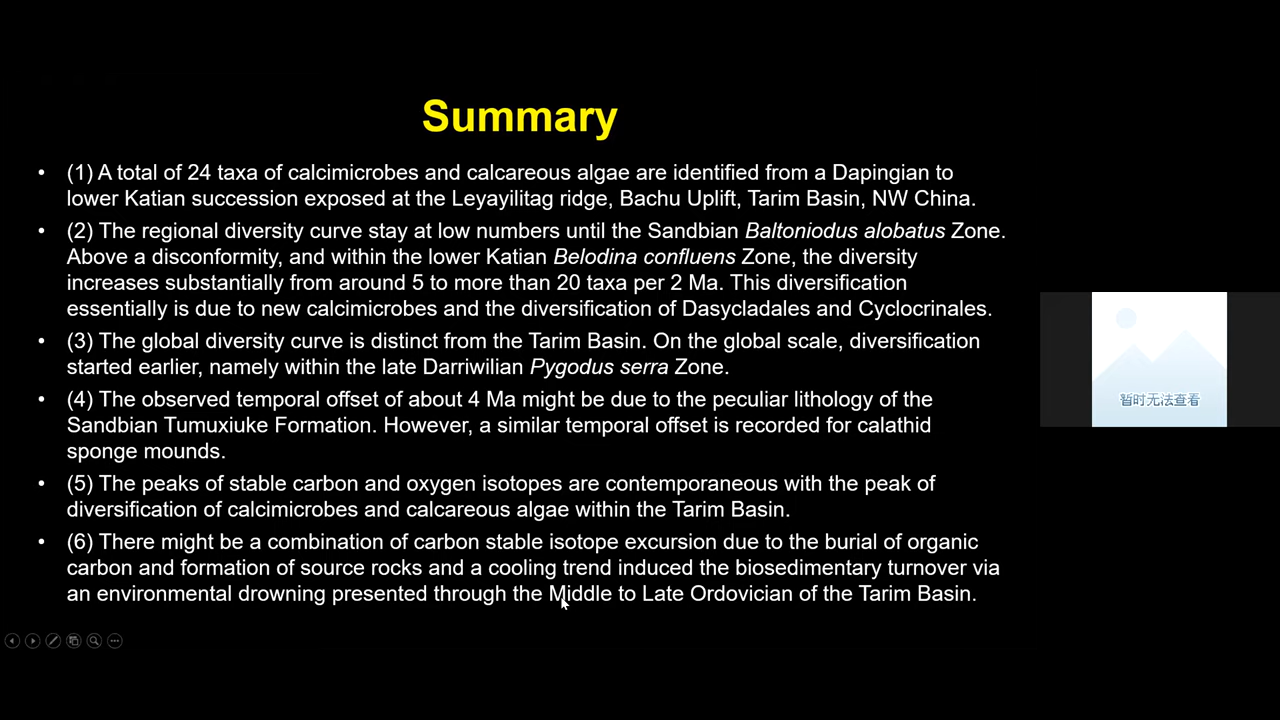 Summary
• (1) A total of 24 taxa of calcimicrobes and calcareous algae are identified from a Dapingian to
lower Katian succession exposed at the Leyayilitag ridge, Bachu Uplift, Tarim Basin, NW China.
• (2) The regional diversity curve stay at low numbers until the Sandbian Baltoniodus alobatus Zone.
Above a disconformity, and within the lower Katian Belodina confluens Zone, the diversity
increases substantially from around 5 to more than 20 taxa per 2 Ma. This diversification
essentially is due to new calcimicrobes and the diversification of Dasycladales and Cyclocrinales.
• (3) The global diversity curve is distinct from the Tarim Basin. On the global scale, diversification
started earlier, namely within the late Darriwilian Pygodus serra Zone.
• (4) The observed temporal offset of about 4 Ma might be due to the peculiar lithology of the
Sandbian Tumuxiuke Formation. However, a similar temporal offset is recorded for calathid
sponge mounds.
• (5) The peaks of stable carbon and oxygen isotopes are contemporaneous with the peak of
diversification of calcimicrobes and calcareous algae within the Tarim Basin.
• (6) There might be a combination of carbon stable isotope excursion due to the burial of organic
carbon and formation of source rocks and a cooling trend induced the biosedimentary turnover via
an environmental drowning presented through the Middle to Late Ordovician of the Tarim Basin.
暂时无法查看